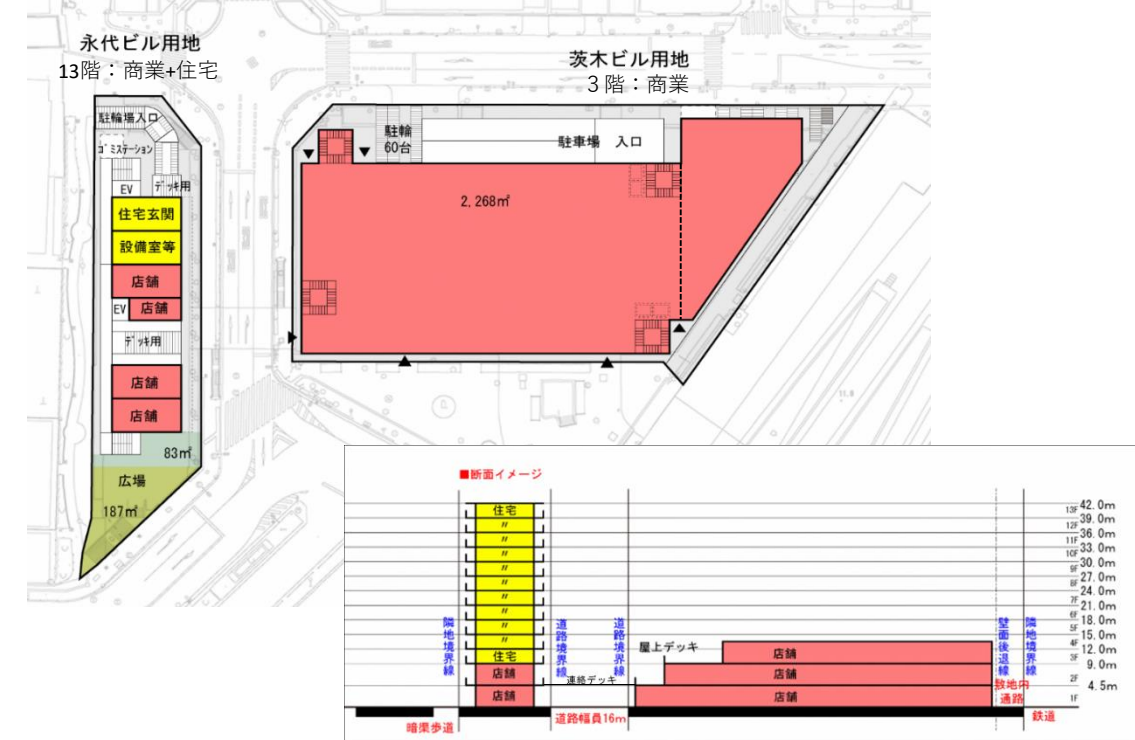 永代ビル用地
13階：商業+住宅
茨木ビル用地
３階：商業
駐輪場入口
ｺﾞﾐｽﾃｰｼｮﾝ
EV
ﾃﾞｯｷ用
住宅玄関
設備室等
店舗
EV
店舗
ﾃﾞｯｷ用
店舗
店舗
83㎡
広場
187㎡
駐輪
60台
駐車場 入口
2,268㎡
■断面イメージ
住宅
〃
〃
〃
〃
〃
〃
〃
〃
〃
住宅
店舗
店舗
隣地境界線
道路境界線
道路境界線
連絡デッキ
屋上デッキ
店舗
店舗
店舗
壁面後退線
隣地境界線
敷地内
通路
鉄道
暗渠歩道
道路幅員16m
13F
42.0m
12F
39.0m
11F
36.0m
10F
33.0m
9F
30.0m
8F
27.0m
7F
24.0m
6F
21.0m
5F
18.0m
4F
15.0m
3F
12.0m
9.0m
2F
4.5m
1F